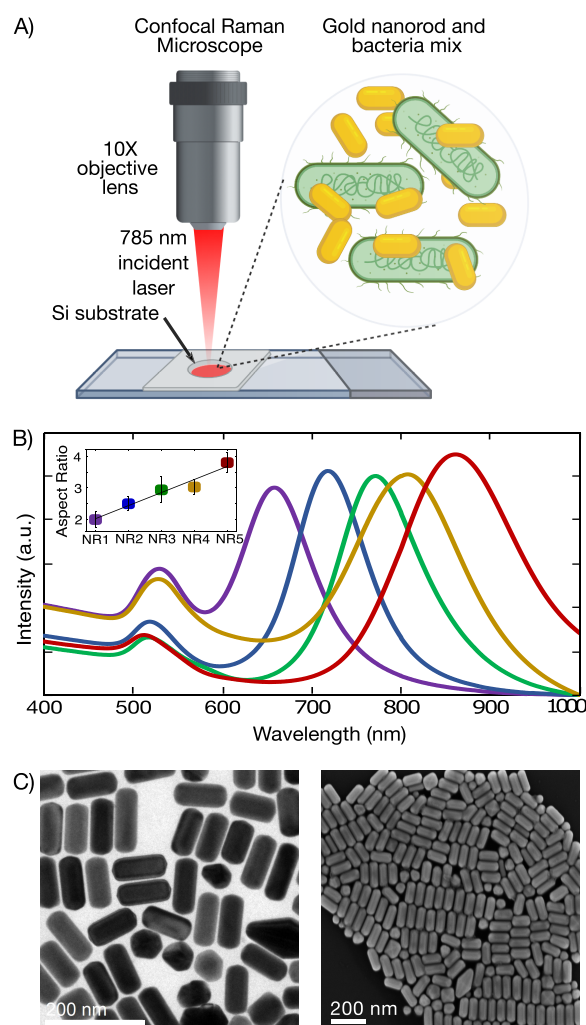 A)
Confocal Raman
Microscope
Gold nanorod and
bacteria mix
10X
objective
lens
785 nm
incident
laser
Si substrate
B)
Intensity (a.u.)
Aspect Ratio
4
3
2
NR1 NR2 NR3 NR4 NR5
400 500 600 700 800 900 1000
Wavelength (nm)
C)
200 nm
200 nm